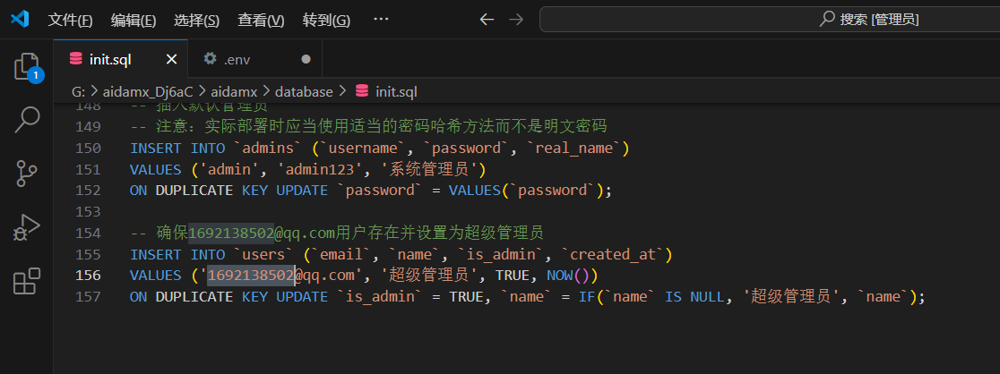 文件(F) 编辑(E) 选择(S) 查看(V) 转到(G) ··· 搜索 [管理员]
init.sql .env
1
G: > aidamx_Dj6aC > aidamx > database > init.sql
148 -- 插入默认管理员
149 -- 注意：实际部署时应当使用适当的密码哈希方法而不是明文密码
150 INSERT INTO `admins` (`username`, `password`, `real_name`)
151 VALUES ('admin', 'admin123', '系统管理员')
152 ON DUPLICATE KEY UPDATE `password` = VALUES(`password`);
153
154 -- 确保1692138502@qq.com用户存在并设置为超级管理员
155 INSERT INTO `users` (`email`, `name`, `is_admin`, `created_at`)
156 VALUES ('1692138502@qq.com', '超级管理员', TRUE, NOW())
157 ON DUPLICATE KEY UPDATE `is_admin` = TRUE, `name` = IF(`name` IS NULL, '超级管理员', `name`);